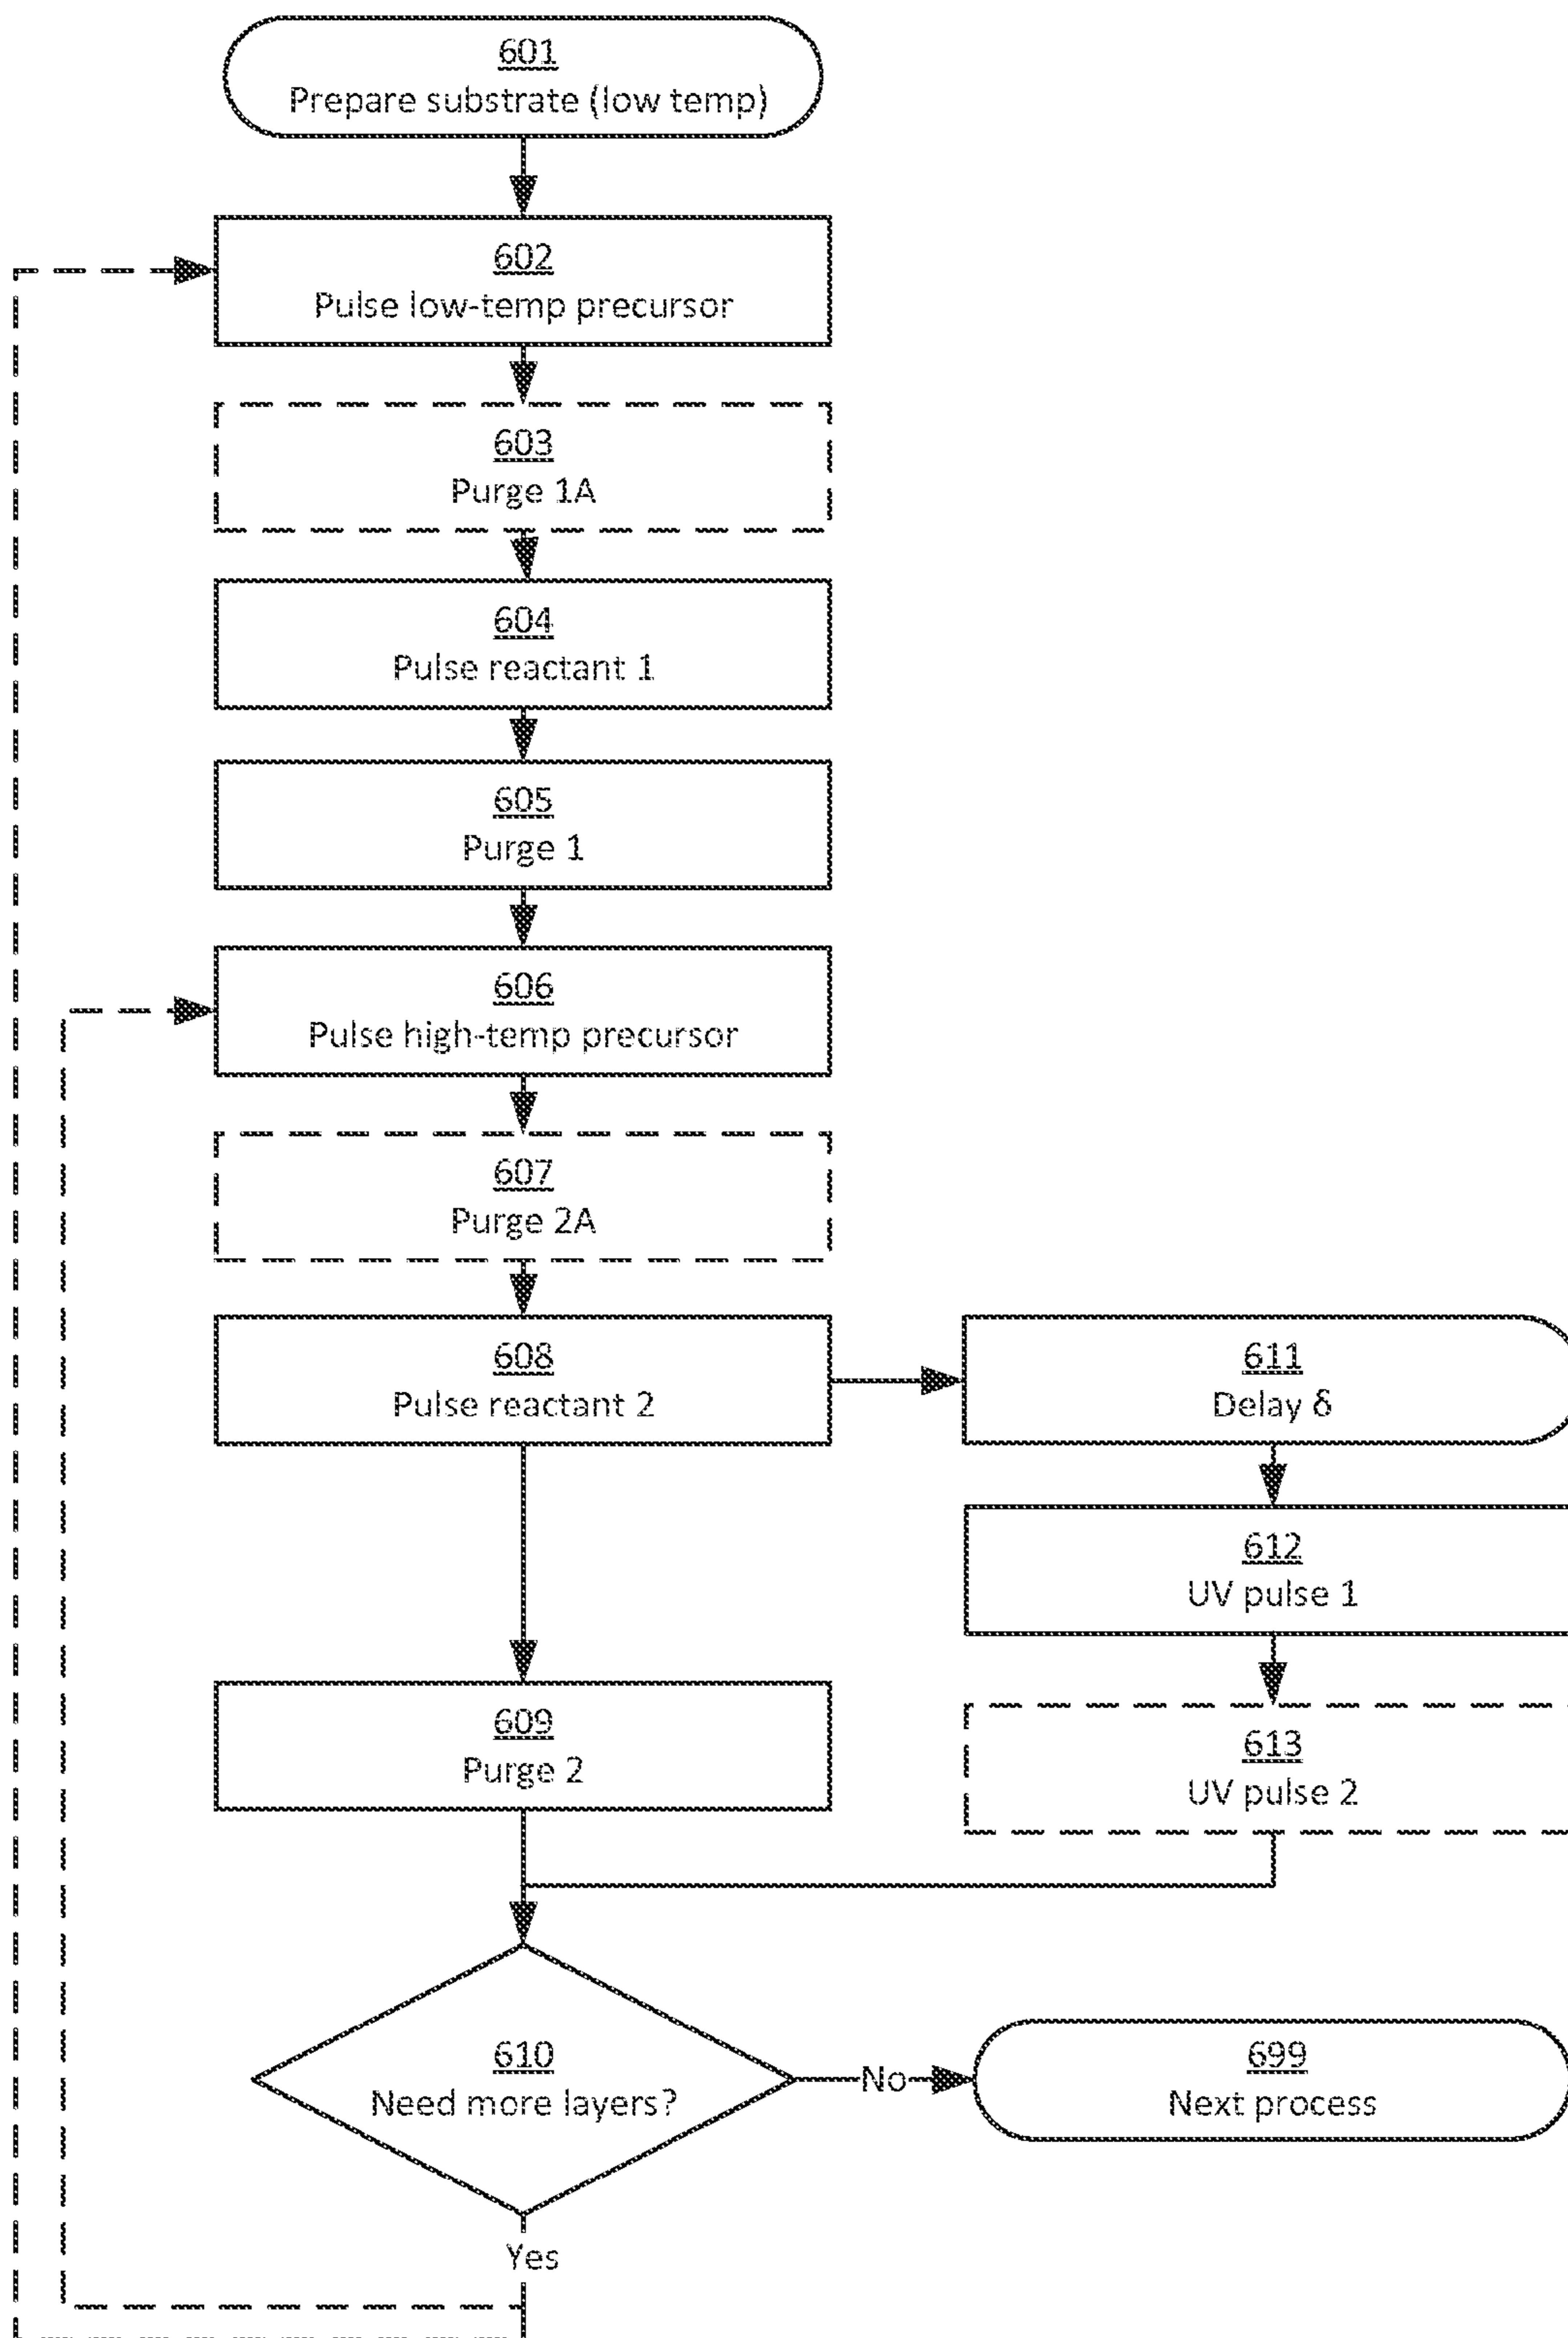 601
Prepare substrate (low temp)
602
Pulse low-temp precursor
603
Purge 1A
604
Pulse reactant 1
605
Purge 1
606
Pulse high-temp precursor
607
Purge 2A
608
Pulse reactant 2
611
Delay δ
612
UV pulse 1
609
Purge 2
613
UV pulse 2
610
Need more layers?
No
699
Next process
Yes